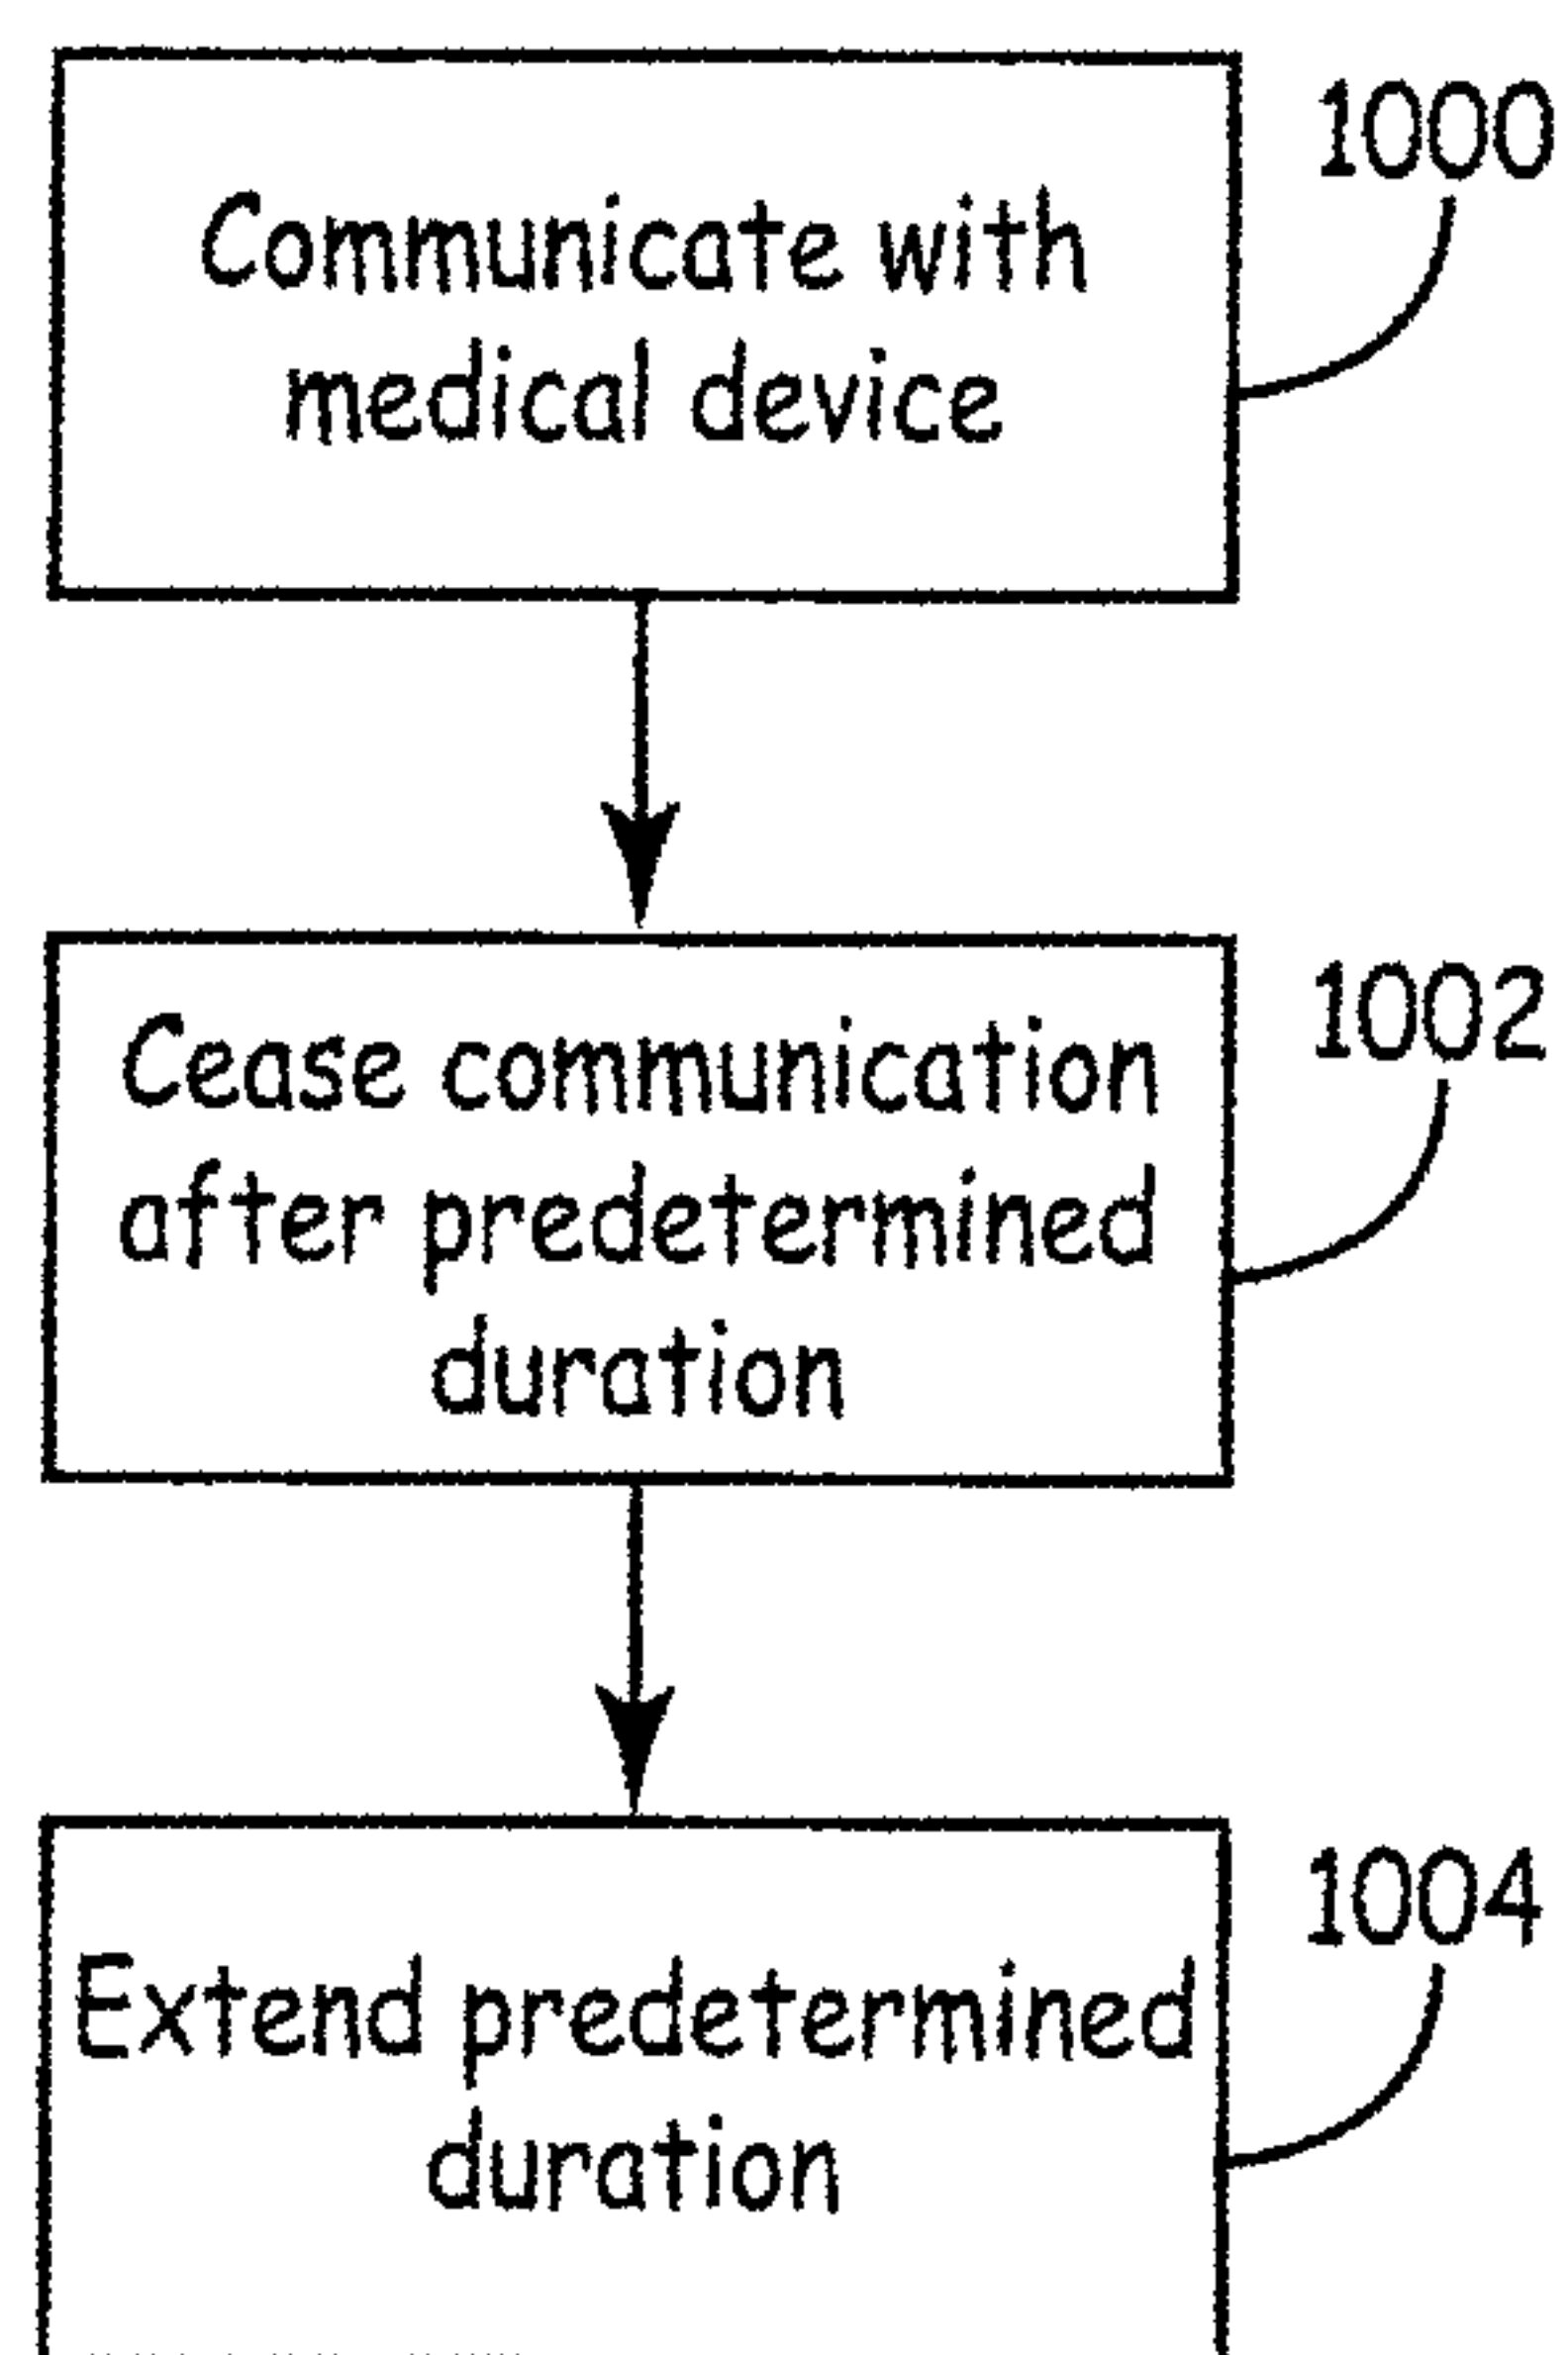 1000
Communicate with
medical device
1002
Cease communication
after predetermined
duration
1004
Extend predetermined
duration